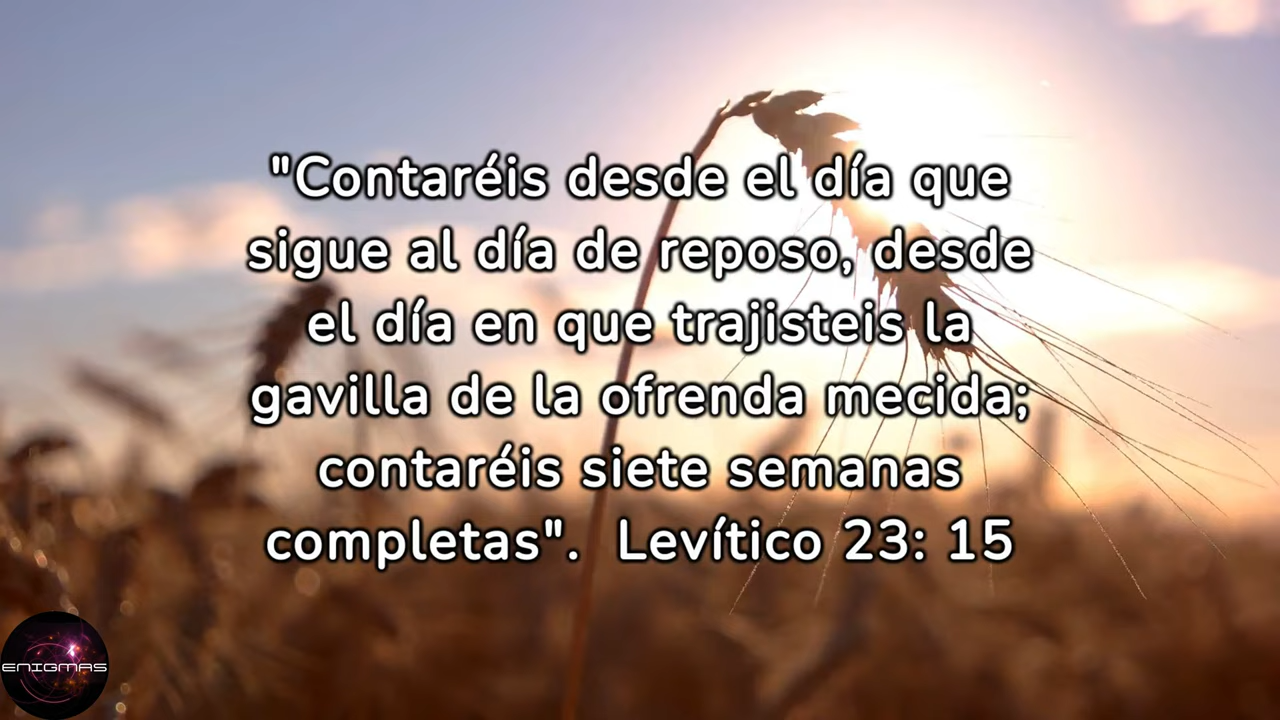 "Contaréis desde el día que
sigue al día de reposo, desde
el día en que trajisteis la
gavilla de la ofrenda mecida;
contaréis siete semanas
completas".  Levítico 23: 15
ENIGMAS